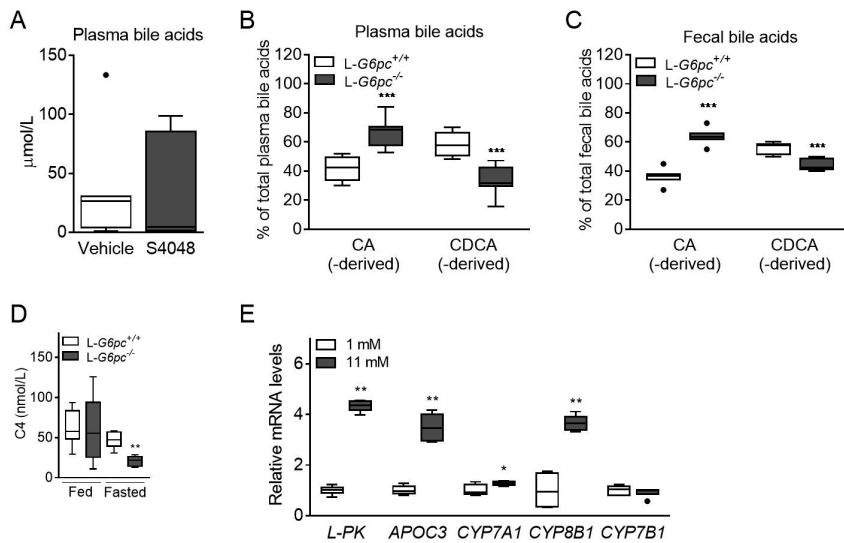 A
Plasma bile acids
μmol/L
150
100
50
0
Vehicle
S4048
B
Plasma bile acids
% of total plasma bile acids
120
100
80
60
40
20
0
L-G6pc+/+
L-G6pc-/-
***
***
CA
(-derived)
CDCA
(-derived)
C
Fecal bile acids
% of total fecal bile acids
120
100
80
60
40
20
0
L-G6pc+/+
L-G6pc-/-
***
***
CA
(-derived)
CDCA
(-derived)
D
C4 (nmol/L)
150
100
50
0
L-G6pc+/+
L-G6pc-/-
**
Fed
Fasted
E
Relative mRNA levels
6
4
2
0
1 mM
11 mM
**
**
*
**
L-PK
APOC3
CYP7A1
CYP8B1
CYP7B1